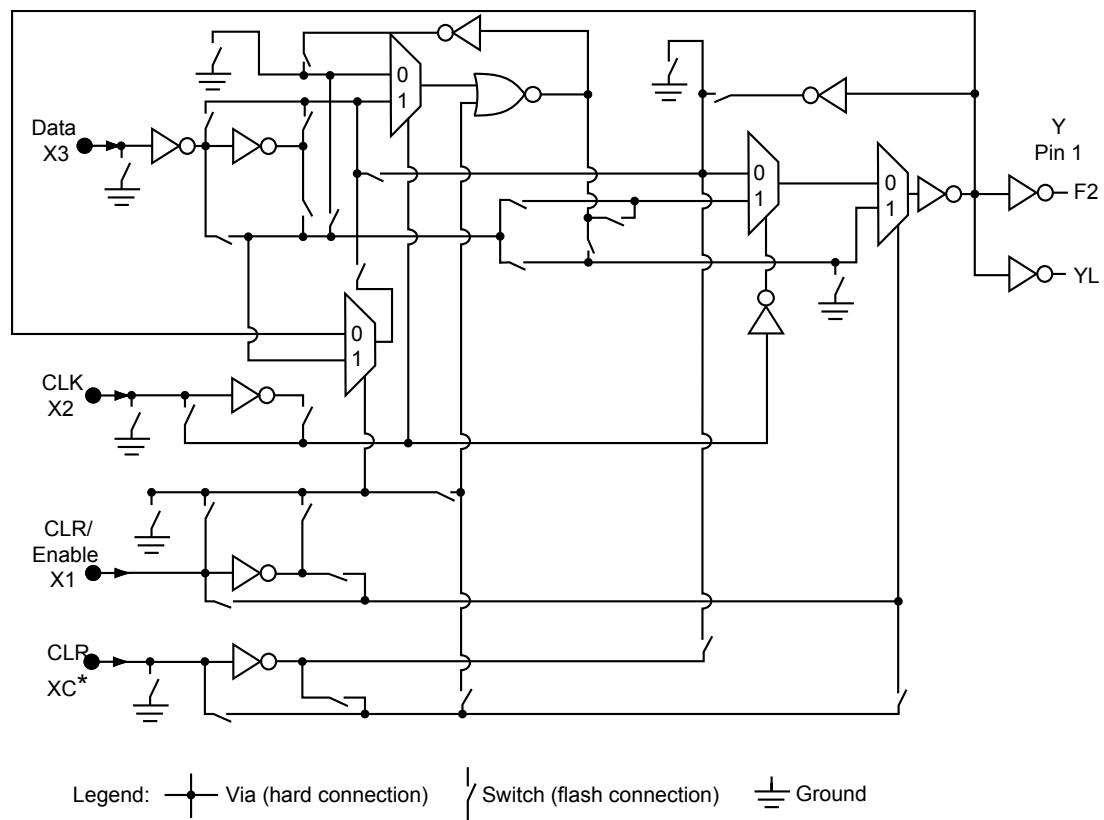 Data
X3
0
1
0
1
0
1
Y
Pin 1
F2
YL
0
1
CLK
X2
CLR/
Enable
X1
CLR
XC*
Legend: Via (hard connection) Switch (flash connection) Ground